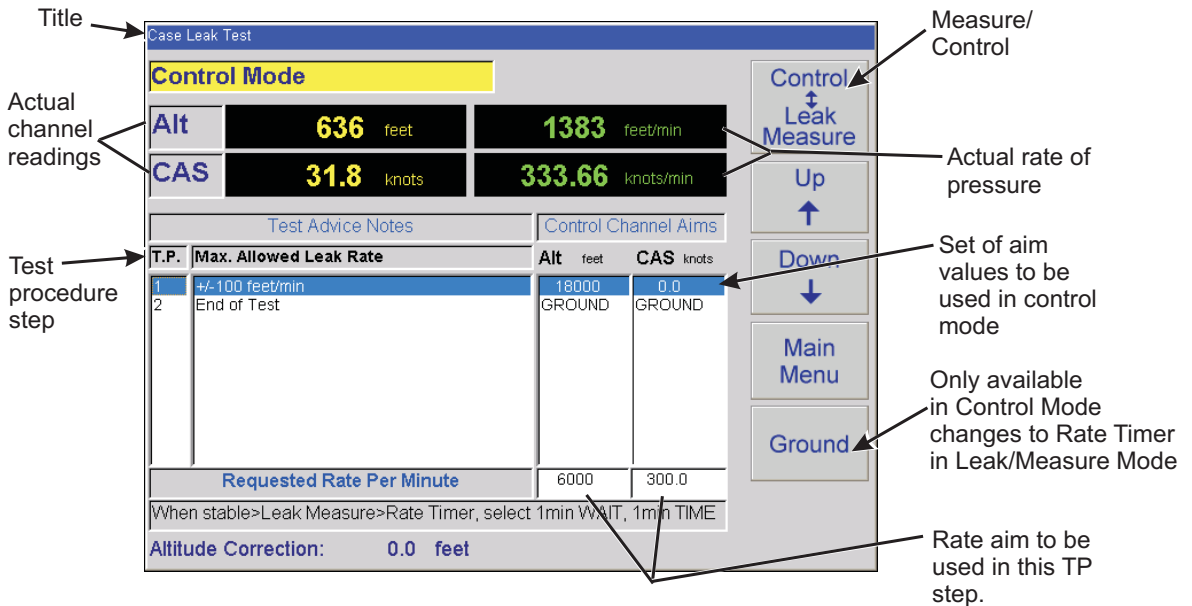 Title
Measure/
Control
Case Leak Test
Control Mode
Control
Leak
Measure
Actual
channel
readings
Alt 636 feet 1383 feet/min
CAS 31.8 knots 333.66 knots/min
Actual rate of
pressure
Up
Test Advice Notes Control Channel Aims
T.P. Max. Allowed Leak Rate Alt feet CAS knots
Test
procedure
step
1 +/-100 feet/min 18000 0.0
2 End of Test GROUND GROUND
Down
Set of aim
values to be
used in control
mode
Main
Menu
Only available
in Control Mode
changes to Rate Timer
in Leak/Measure Mode
Ground
Requested Rate Per Minute 6000 300.0
When stable>Leak Measure>Rate Timer, select 1min WAIT, 1min TIME
Altitude Correction: 0.0 feet
Rate aim to be
used in this TP
step.